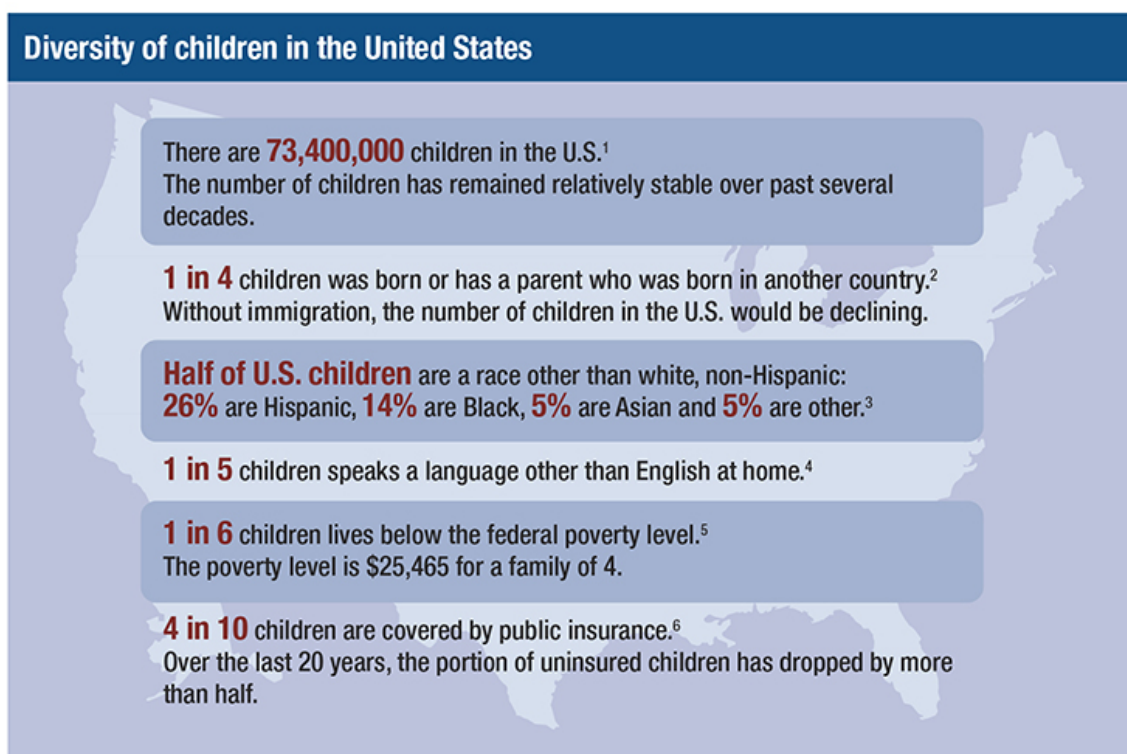 Diversity of children in the United States
There are 73,400,000 children in the U.S.¹
The number of children has remained relatively stable over past several
decades.
1 in 4 children was born or has a parent who was born in another country.²
Without immigration, the number of children in the U.S. would be declining.
Half of U.S. children are a race other than white, non-Hispanic:
26% are Hispanic, 14% are Black, 5% are Asian and 5% are other.³
1 in 5 children speaks a language other than English at home.⁴
1 in 6 children lives below the federal poverty level.⁵
The poverty level is $25,465 for a family of 4.
4 in 10 children are covered by public insurance.⁶
Over the last 20 years, the portion of uninsured children has dropped by more
than half.